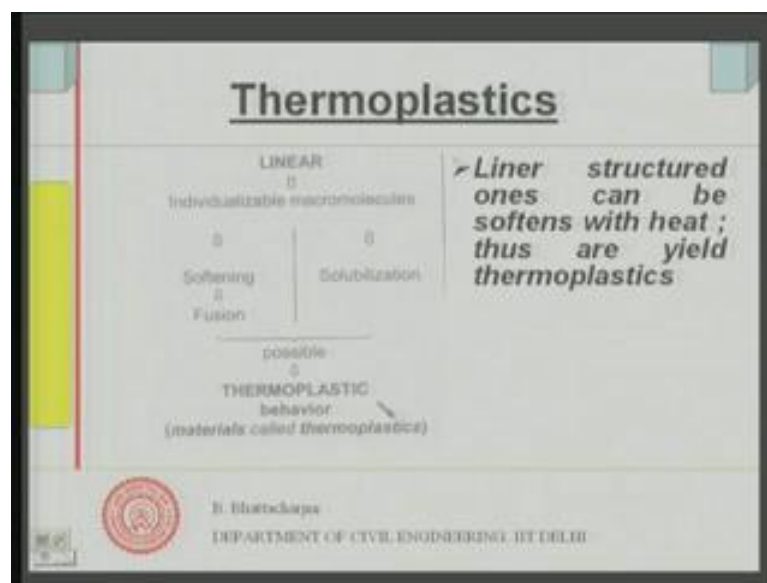 Thermoplastics
LINEAR
Individualizable macromolecules
Softening
Solubilization
Fusion
possible
THERMOPLASTIC
behavior
(materials called thermoplastics)
Liner structured
ones can be
softens with heat ;
thus are yield
thermoplastics
B. Bhattacharjee
DEPARTMENT OF CIVIL ENGINEERING, IIT DELHI